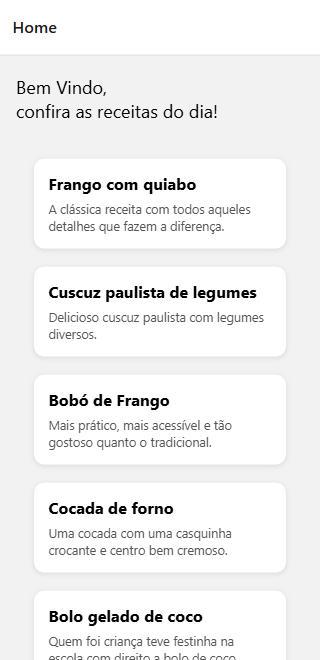 Home
Bem Vindo,
confira as receitas do dia!
Frango com quiabo
A clássica receita com todos aqueles
detalhes que fazem a diferença.
Cuscuz paulista de legumes
Delicioso cuscuz paulista com legumes
diversos.
Bobó de Frango
Mais prático, mais acessível e tão
gostoso quanto o tradicional.
Cocada de forno
Uma cocada com uma casquinha
crocante e centro bem cremoso.
Bolo gelado de coco
Quem foi criança teve festinha na
escola com direito a bolo de coco